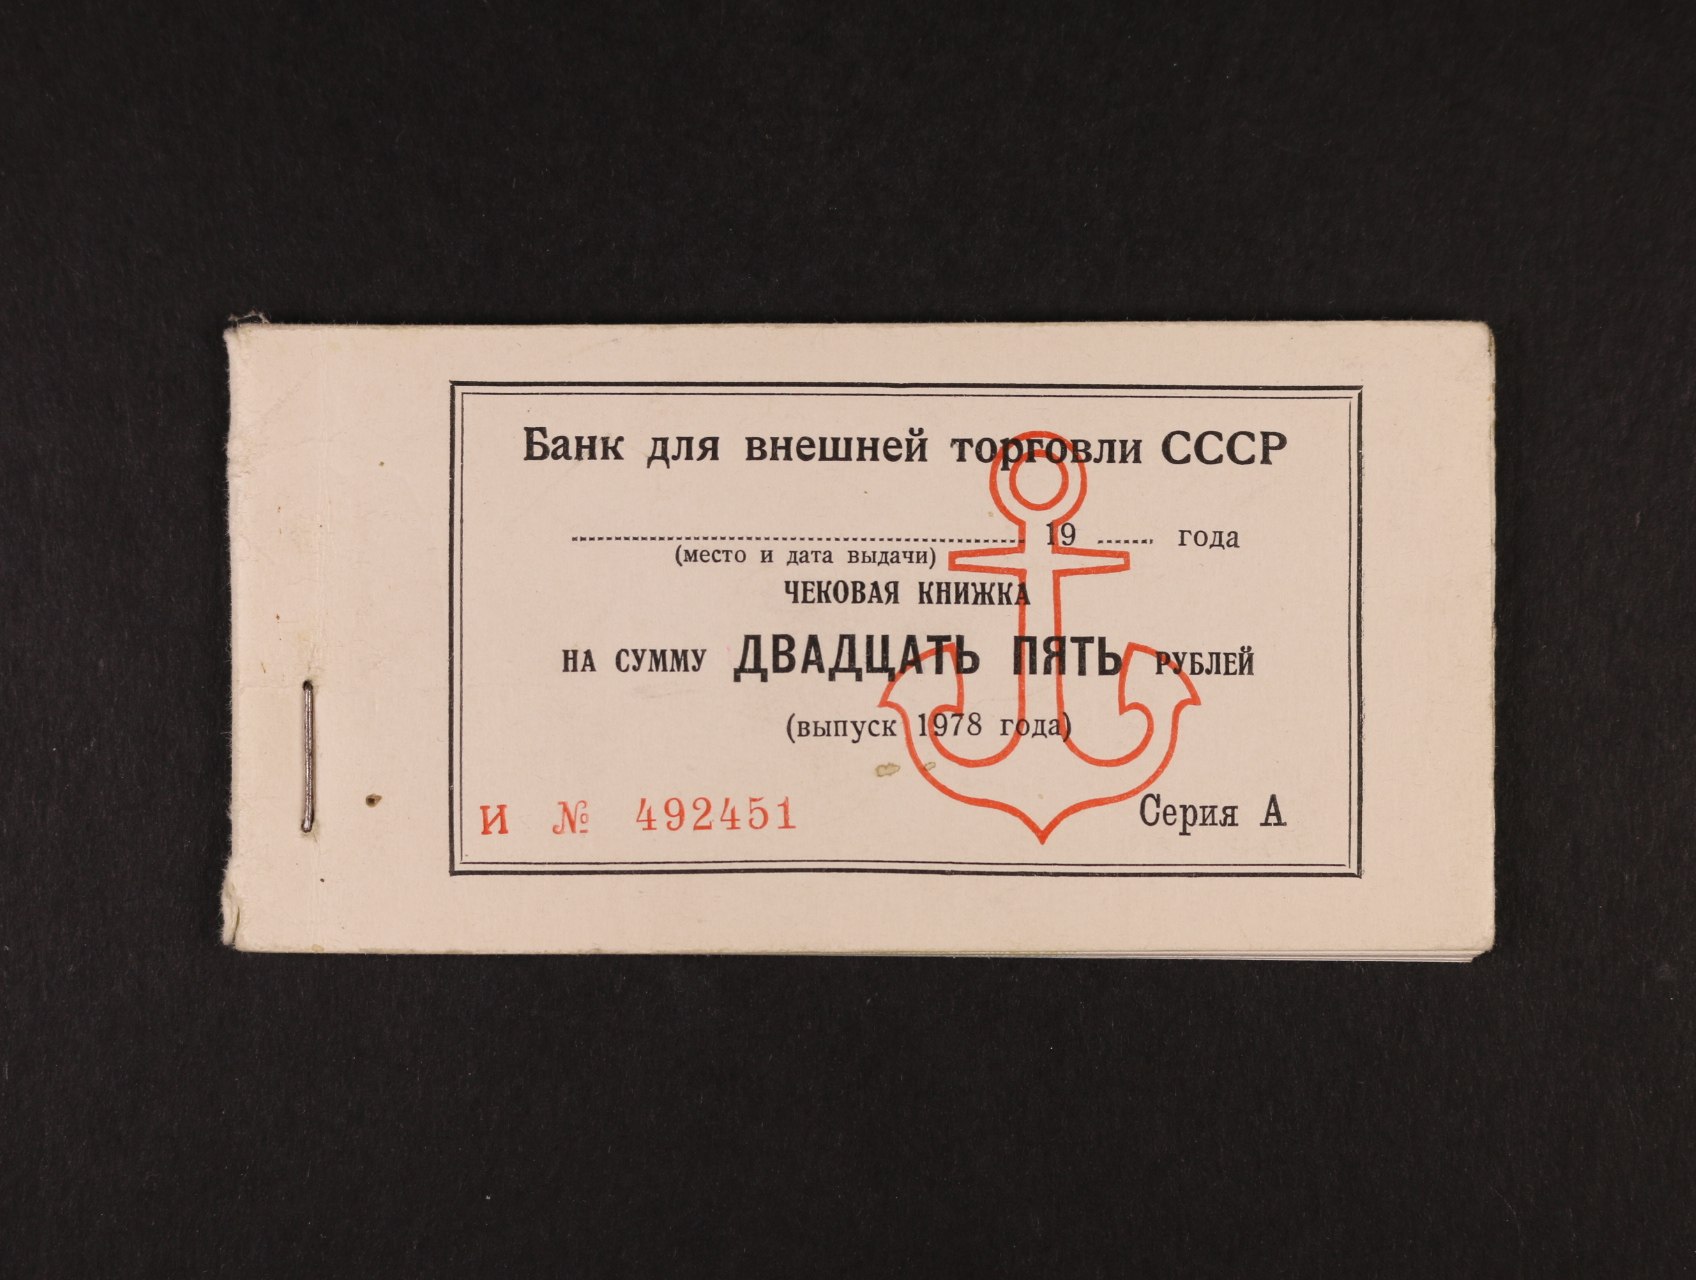 Банк для внешней торговли СССР
19 года
(место и дата выдачи)
ЧЕКОВАЯ КНИЖКА
НА СУММУ ДВАДЦАТЬ ПЯТЬ РУБЛЕЙ
(выпуск 1978 года)
И № 492451 Серия А